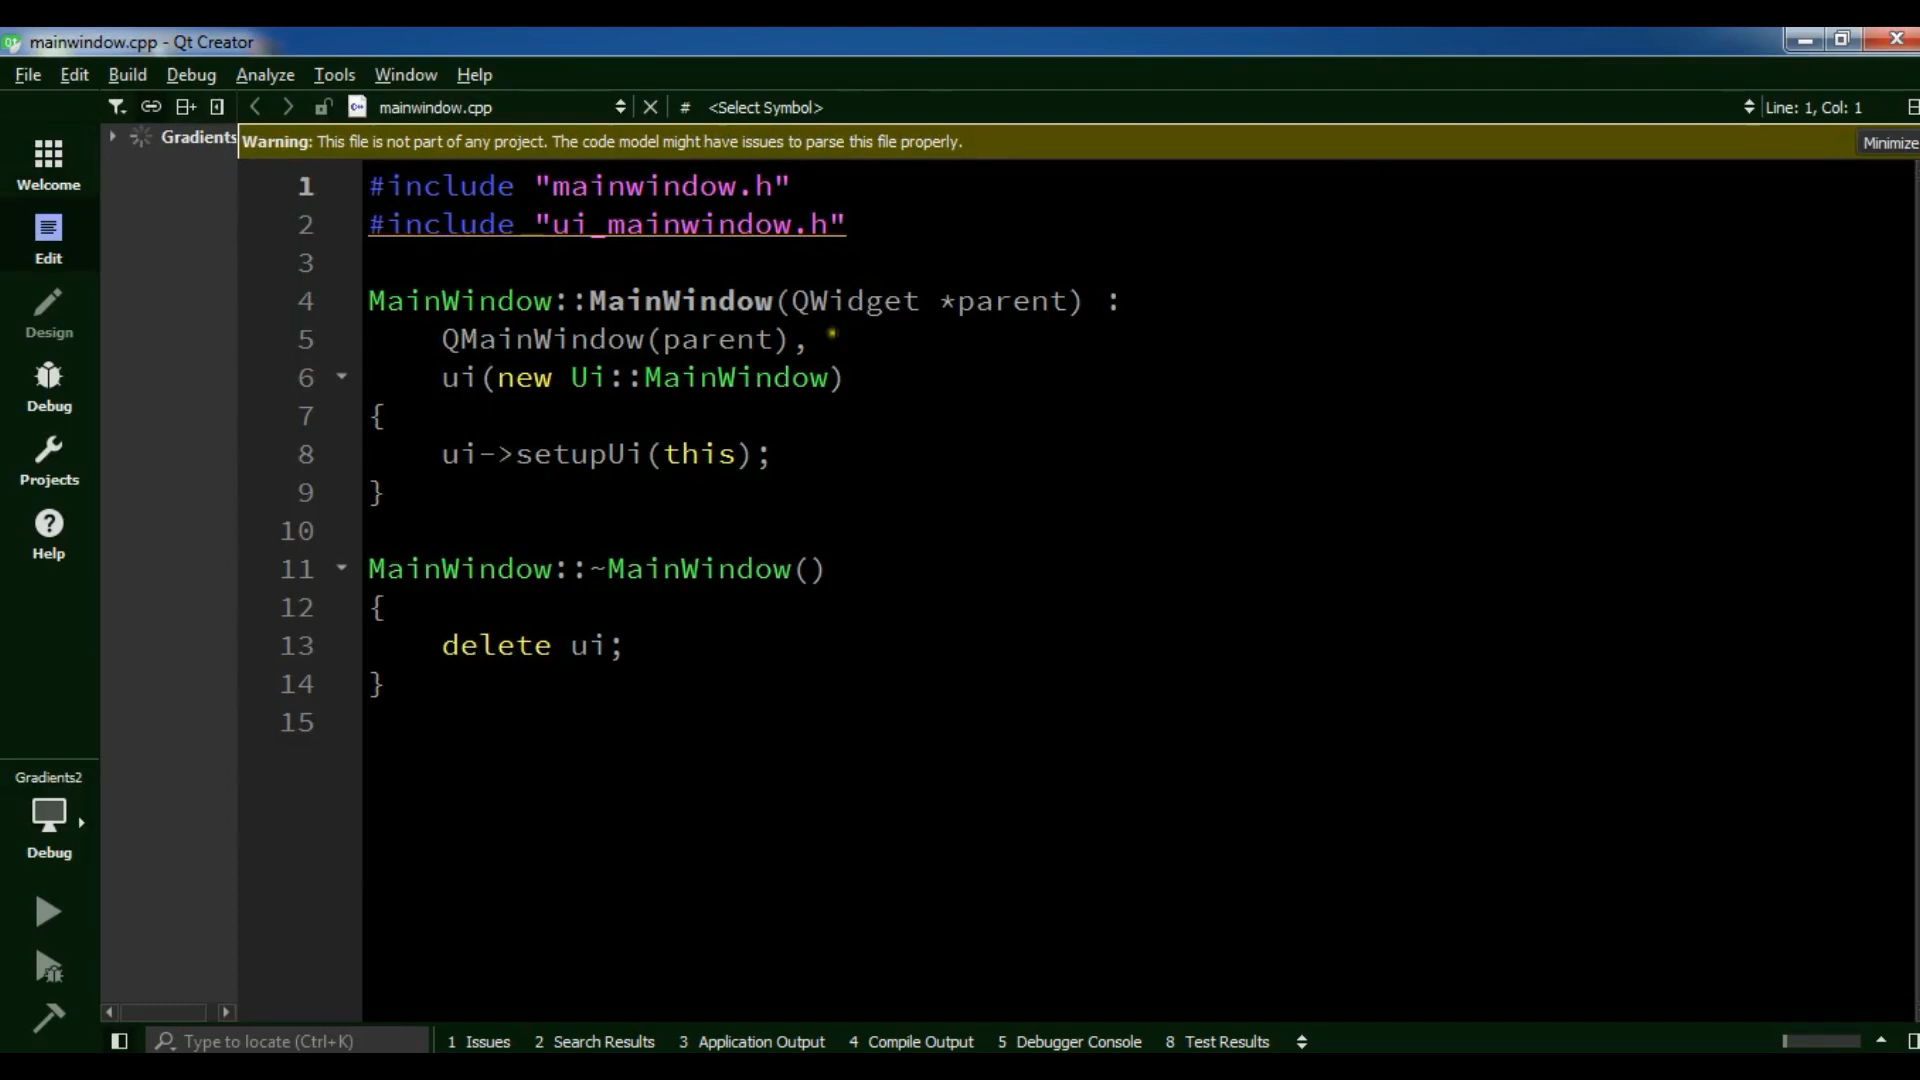 mainwindow.cpp - Qt Creator
File Edit Build Debug Analyze Tools Window Help
mainwindow.cpp # <Select Symbol> Line: 1, Col: 1
Gradients
Warning: This file is not part of any project. The code model might have issues to parse this file properly. Minimize
Welcome
Edit
Design
Debug
Projects
Help
Gradients2
Debug
1 #include "mainwindow.h"
2 #include "ui_mainwindow.h"
3
4 MainWindow::MainWindow(QWidget *parent) :
5     QMainWindow(parent),
6     ui(new Ui::MainWindow)
7 {
8     ui->setupUi(this);
9 }
10
11 MainWindow::~MainWindow()
12 {
13     delete ui;
14 }
15
Type to locate (Ctrl+K) 1 Issues 2 Search Results 3 Application Output 4 Compile Output 5 Debugger Console 8 Test Results